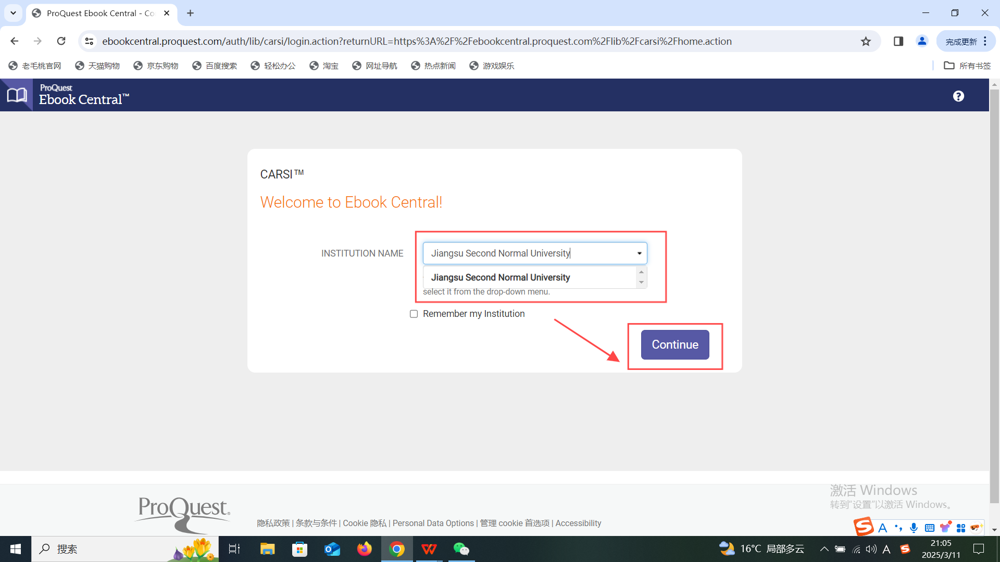 ProQuest Ebook Central - Co
ebookcentral.proquest.com/auth/lib/carsi/login.action?returnURL=https%3A%2F%2Febookcentral.proquest.com%2Flib%2Fcarsi%2Fhome.action
完成更新
老毛桃官网 天猫购物 京东购物 百度搜索 轻松办公 淘宝 网址导航 热点新闻 游戏娱乐 所有书签
ProQuest
Ebook Central™
CARSI™
Welcome to Ebook Central!
INSTITUTION NAME
Jiangsu Second Normal University
Jiangsu Second Normal University
select it from the drop-down menu.
Remember my Institution
Continue
激活 Windows
转到“设置”以激活 Windows。
ProQuest
隐私政策 | 条款与条件 | Cookie 隐私 | Personal Data Options | 管理 cookie 首选项 | Accessibility
搜索
16°C 局部多云
21:05
2025/3/11